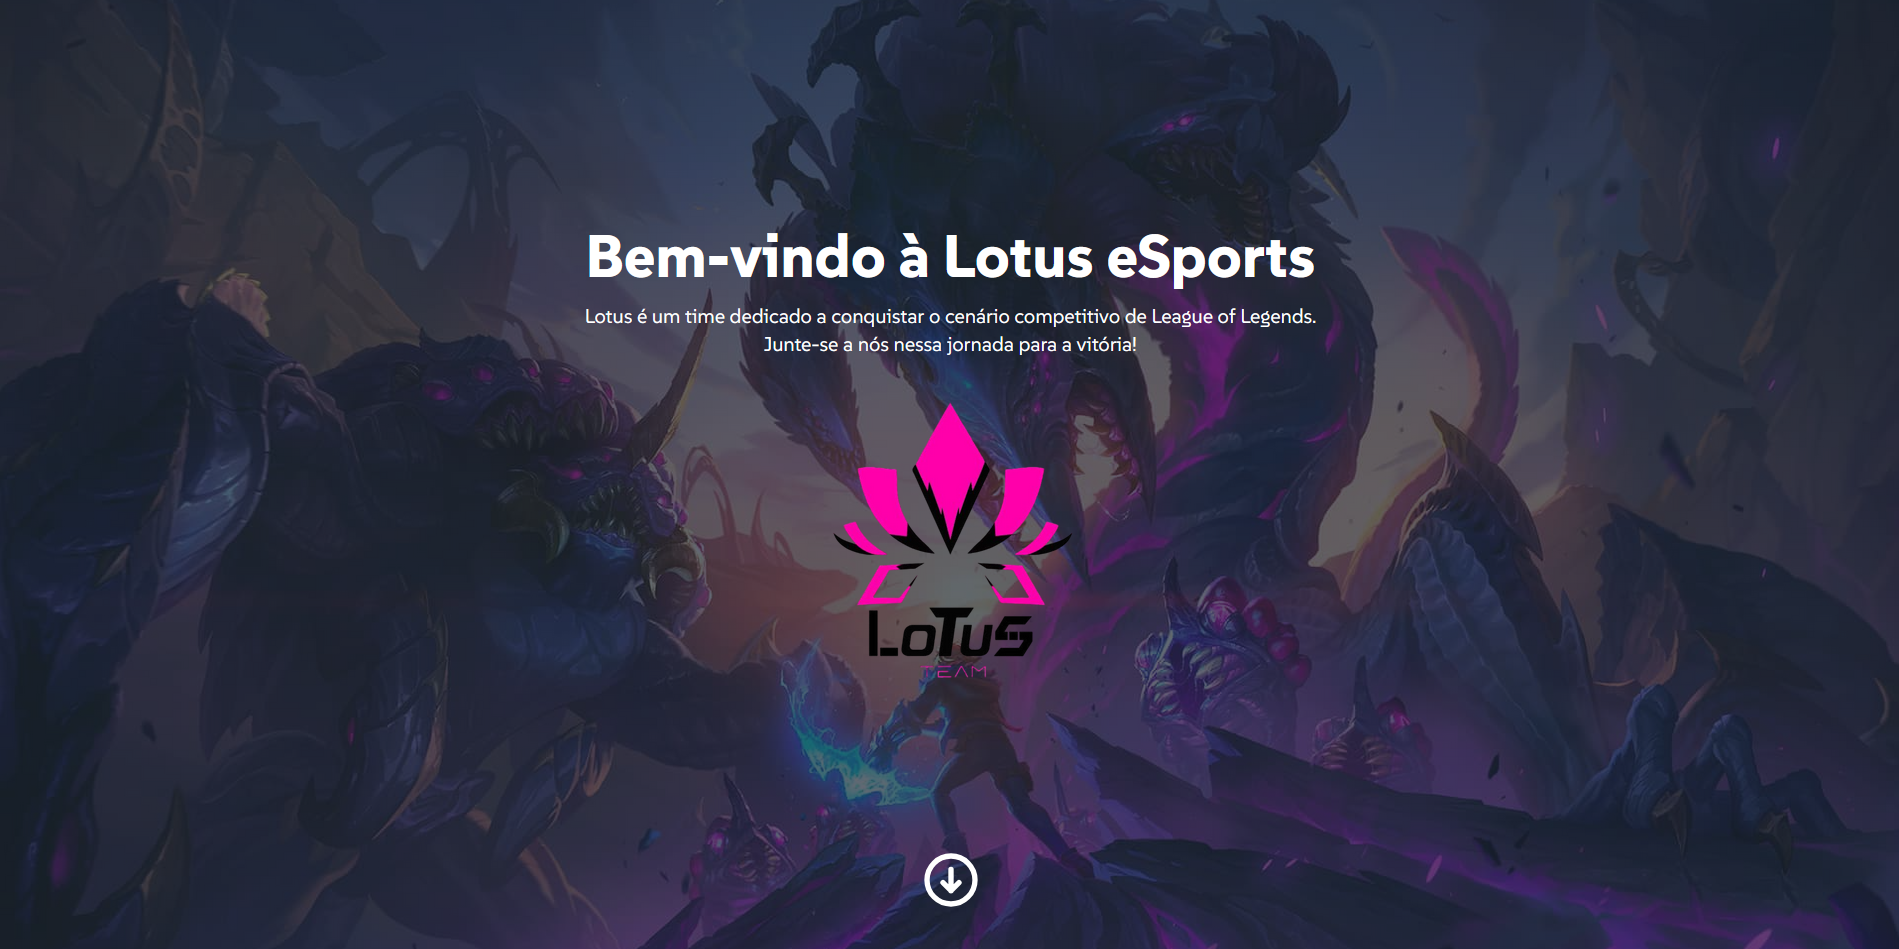 Bem-vindo à Lotus eSports
Lotus é um time dedicado a conquistar o cenário competitivo de League of Legends.
Junte-se a nós nessa jornada para a vitória!
LoTuS
TEAM